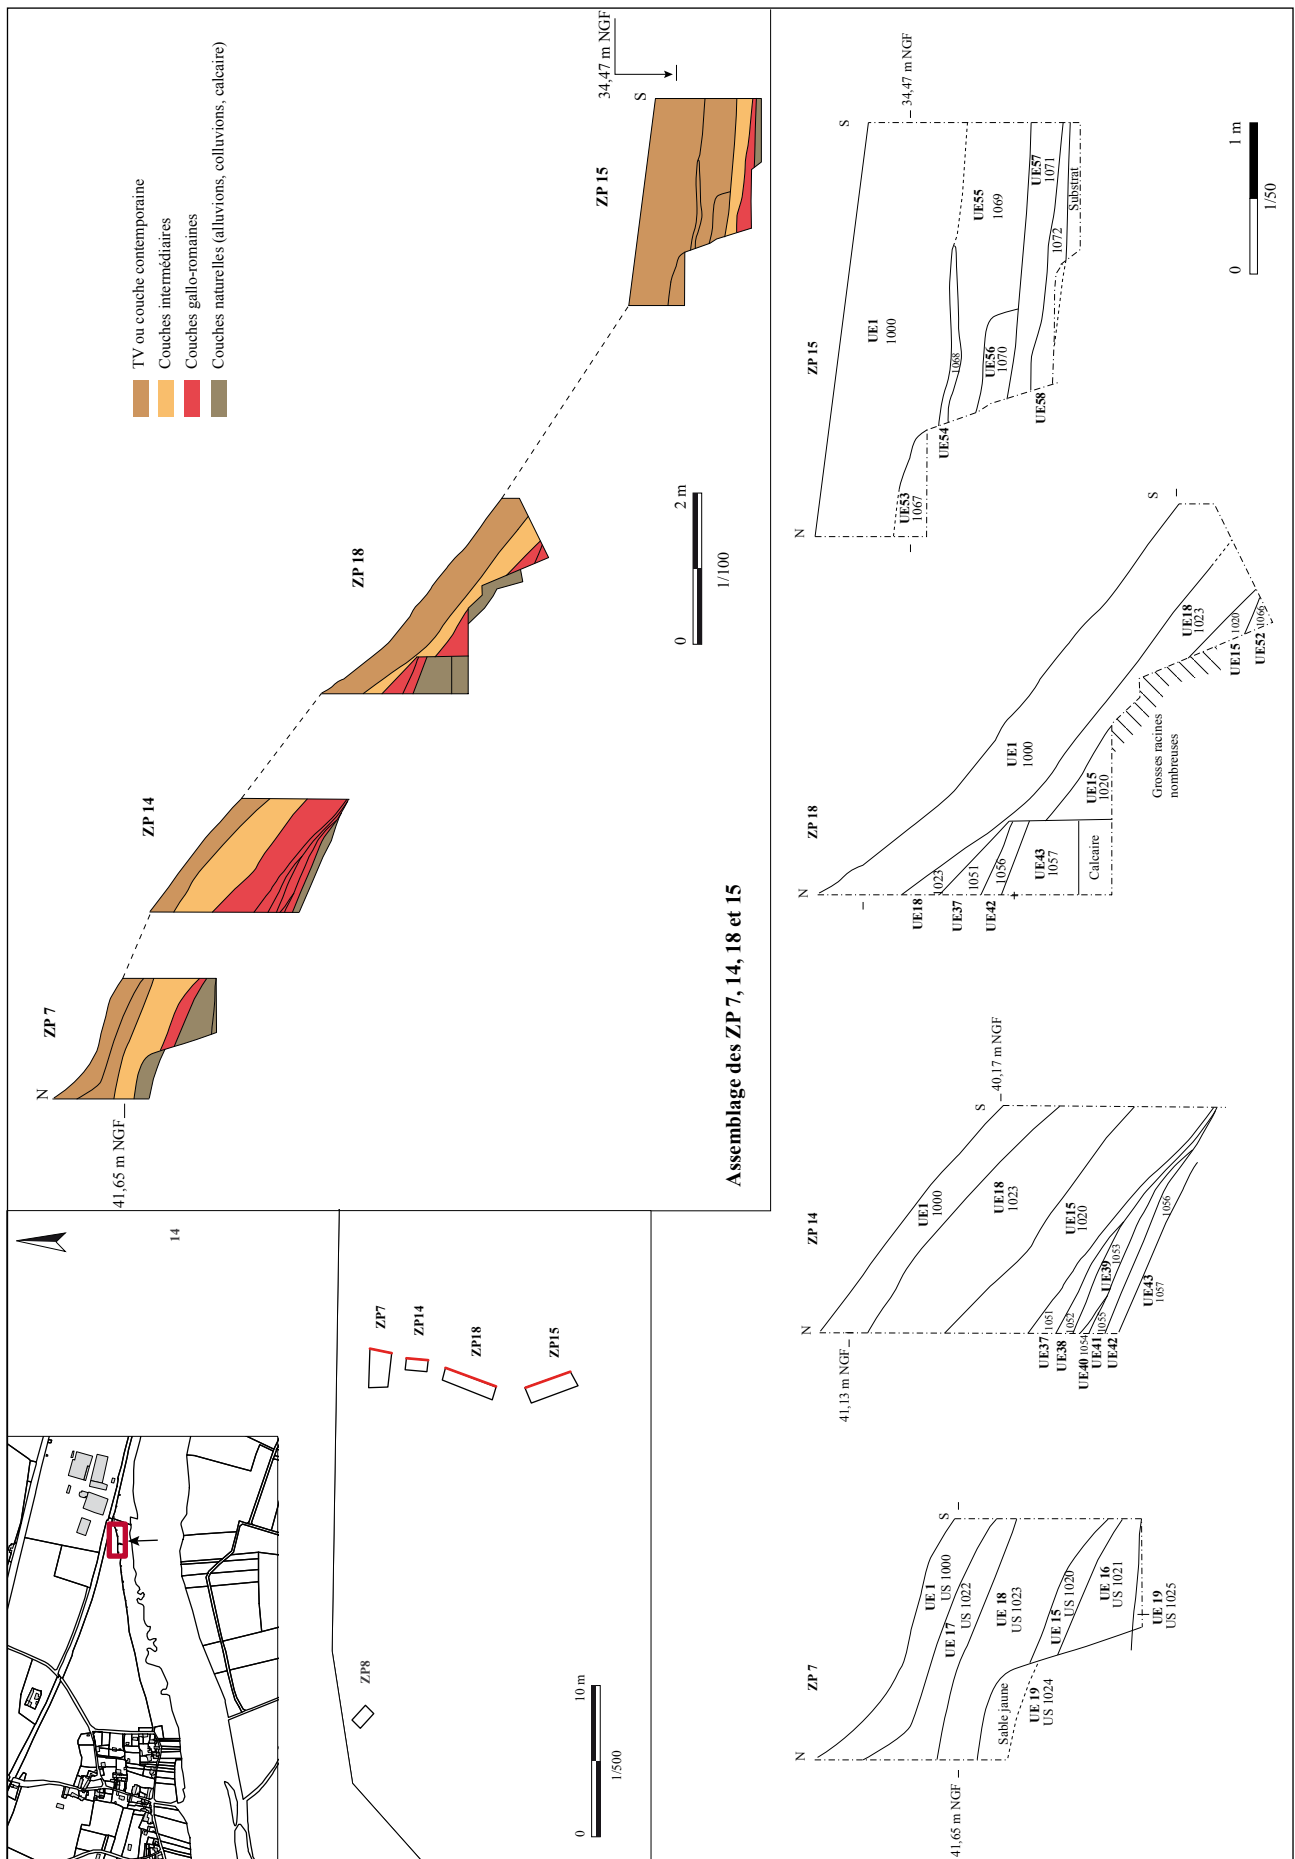 14
ZP7
ZP14
ZP18
ZP15
ZP8
0
10 m
1/500
TV ou couche contemporaine
Couches intermédiaires
Couches gallo-romaines
Couches naturelles (alluvions, colluvions, calcaire)
N
ZP 7
41,65 m NGF
ZP 14
ZP 18
ZP 15
S
34,47 m NGF
0
2 m
1/100
Assemblage des ZP 7, 14, 18 et 15
ZP 7
N
S
41,65 m NGF
UE 1
US 1000
UE 17
US 1022
UE 18
US 1023
Sable jaune
UE 19
US 1024
UE 15
US 1020
UE 16
US 1021
UE 19
US 1025
ZP 14
N
S
41,13 m NGF
40,17 m NGF
UE1
1000
UE18
1023
UE15
1020
UE37
1051
UE38
1052
UE39
1053
UE40
1054
UE41
1055
UE42
1056
UE43
1057
ZP 18
N
S
UE1
1000
UE18
1023
UE37
1051
UE42
1056
UE43
1057
Calcaire
UE15
1020
Grosses racines
nombreuses
UE18
1023
UE15
1020
UE52
1066
ZP 15
N
S
34,47 m NGF
UE1
1000
UE53
1067
UE54
1068
UE55
1069
UE56
1070
UE57
1071
UE58
1072
Substrat
0
1 m
1/50